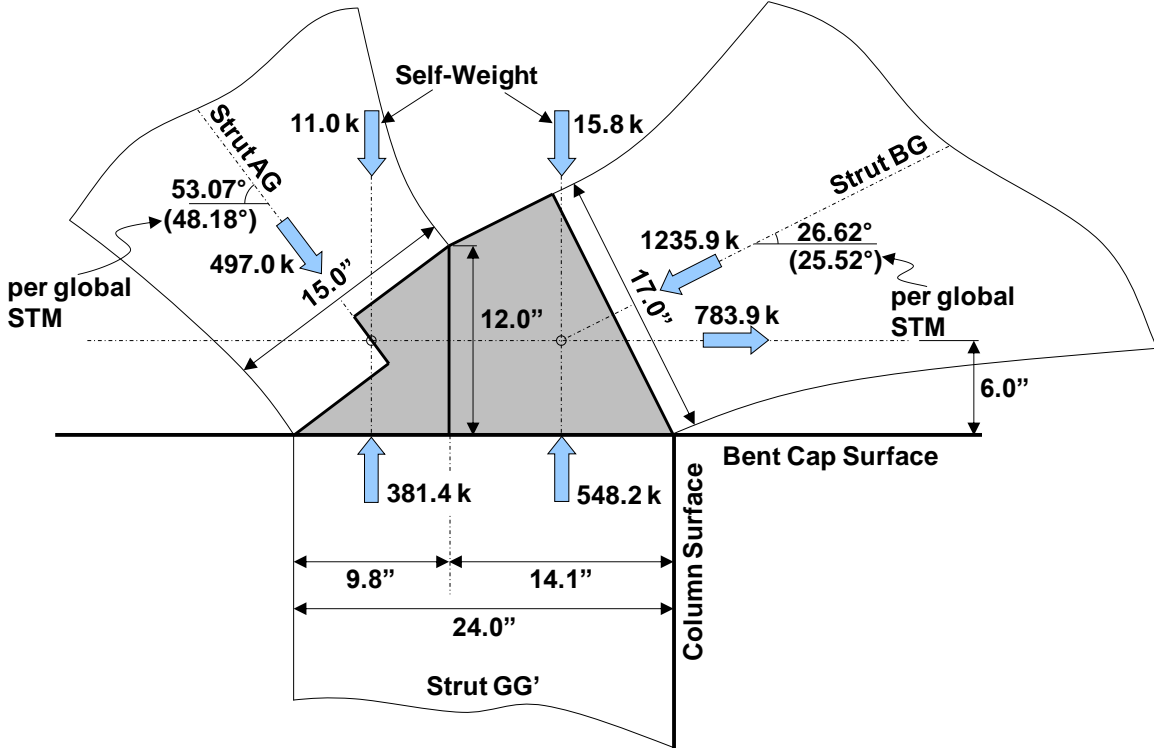 Self-Weight
11.0 k
15.8 k
Strut AG
Strut BG
53.07°
(48.18°)
497.0 k
per global
STM
15.0”
12.0”
17.0”
1235.9 k
26.62°
(25.52°)
per global
STM
783.9 k
6.0”
Bent Cap Surface
381.4 k
548.2 k
Column Surface
9.8”
14.1”
24.0”
Strut GG’